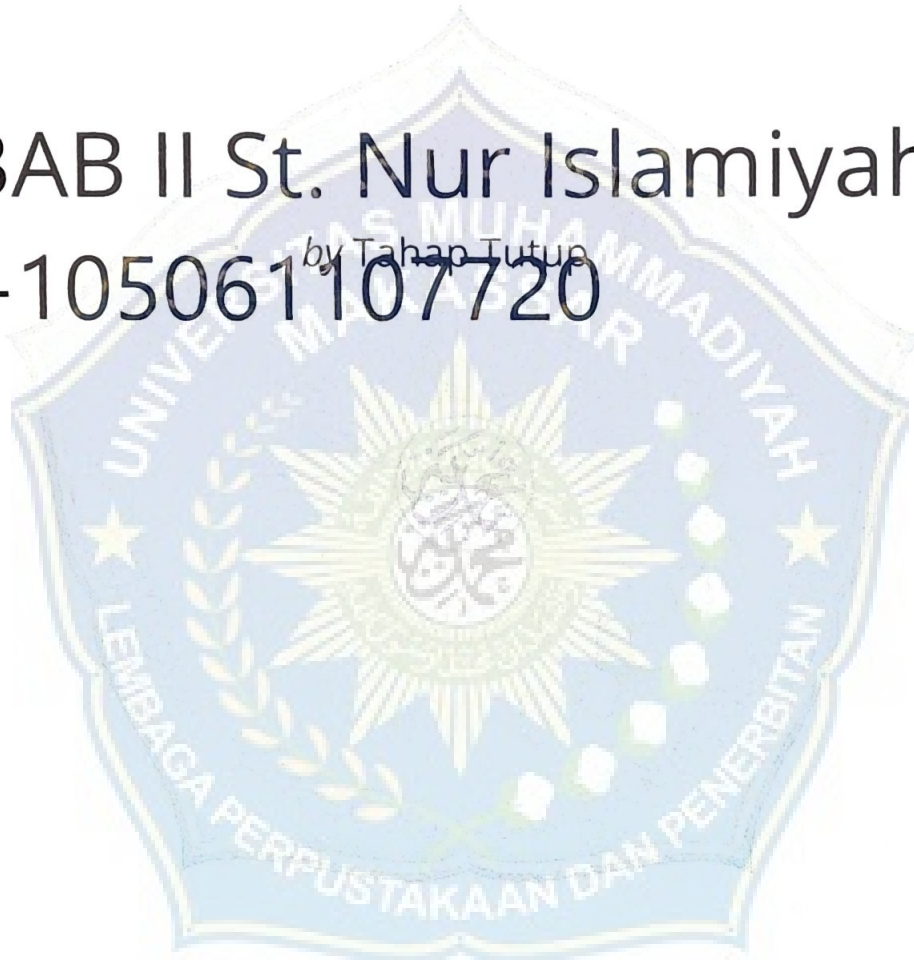 BAB II St. Nur Islamiyah
by Tahap Tutup
-105061107720
UNIVERSITAS MUHAMMADIYAH
MAKASSAR
LEMBAGA PERPUSTAKAAN DAN PENERBITAN